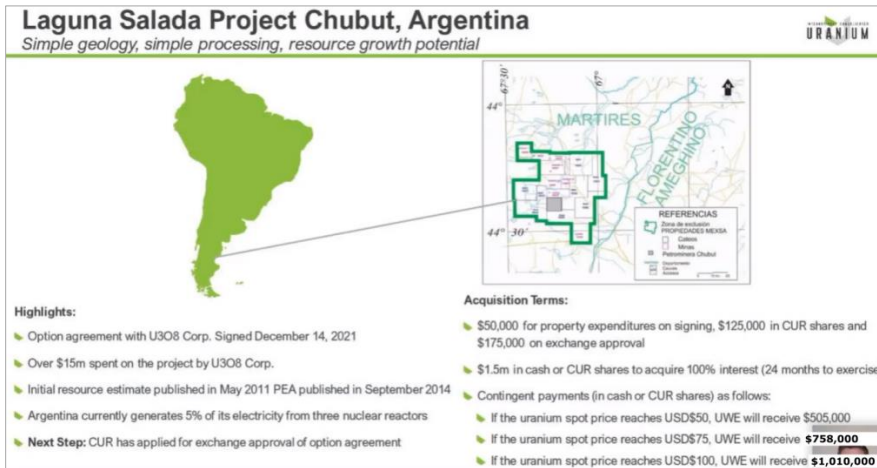 Laguna Salada Project Chubut, Argentina
Simple geology, simple processing, resource growth potential
URANIUM
67° 30'
67°
44°
MARTIRES
FLORENTINO
AMEGHINO
44° 30'
REFERENCIAS
Zona de exclusión
PROPIEDADES MEXSA
Cateos
Minas
Petrominera Chubut
Highlights:
Option agreement with U3O8 Corp. Signed December 14, 2021
Over $15m spent on the project by U3O8 Corp.
Initial resource estimate published in May 2011 PEA published in September 2014
Argentina currently generates 5% of its electricity from three nuclear reactors
Next Step: CUR has applied for exchange approval of option agreement
Acquisition Terms:
$50,000 for property expenditures on signing, $125,000 in CUR shares and
$175,000 on exchange approval
$1.5m in cash or CUR shares to acquire 100% interest (24 months to exercise
Contingent payments (in cash or CUR shares) as follows:
If the uranium spot price reaches USD$50, UWE will receive $505,000
If the uranium spot price reaches USD$75, UWE will receive $758,000
If the uranium spot price reaches USD$100, UWE will receive $1,010,000